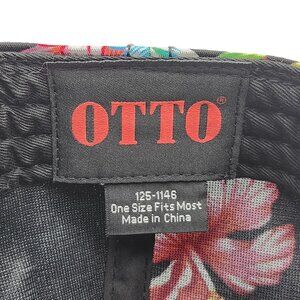 OTTO®
125-1146
One Size Fits Most
Made in China